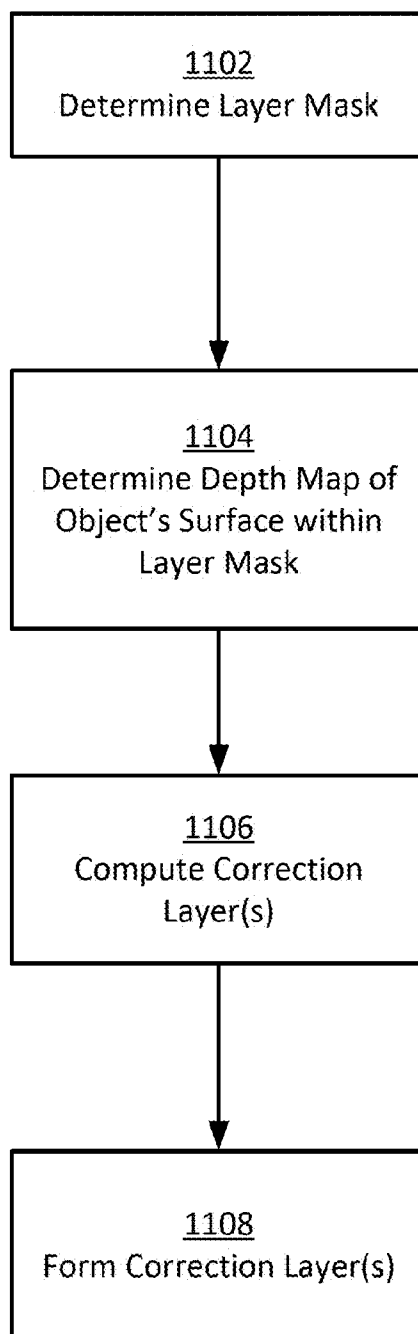 1102
Determine Layer Mask
1104
Determine Depth Map of
Object's Surface within
Layer Mask
1106
Compute Correction
Layer(s)
1108
Form Correction Layer(s)